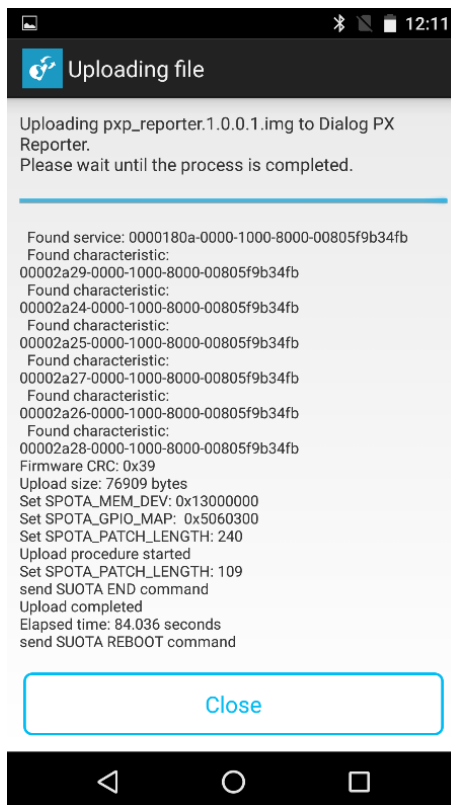 12:11
Uploading file
Uploading pxp_reporter.1.0.0.1.img to Dialog PX
Reporter.
Please wait until the process is completed.
Found service: 0000180a-0000-1000-8000-00805f9b34fb
Found characteristic:
00002a29-0000-1000-8000-00805f9b34fb
Found characteristic:
00002a24-0000-1000-8000-00805f9b34fb
Found characteristic:
00002a25-0000-1000-8000-00805f9b34fb
Found characteristic:
00002a27-0000-1000-8000-00805f9b34fb
Found characteristic:
00002a26-0000-1000-8000-00805f9b34fb
Found characteristic:
00002a28-0000-1000-8000-00805f9b34fb
Firmware CRC: 0x39
Upload size: 76909 bytes
Set SPOTA_MEM_DEV: 0x13000000
Set SPOTA_GPIO_MAP: 0x5060300
Set SPOTA_PATCH_LENGTH: 240
Upload procedure started
Set SPOTA_PATCH_LENGTH: 109
send SUOTA END command
Upload completed
Elapsed time: 84.036 seconds
send SUOTA REBOOT command
Close